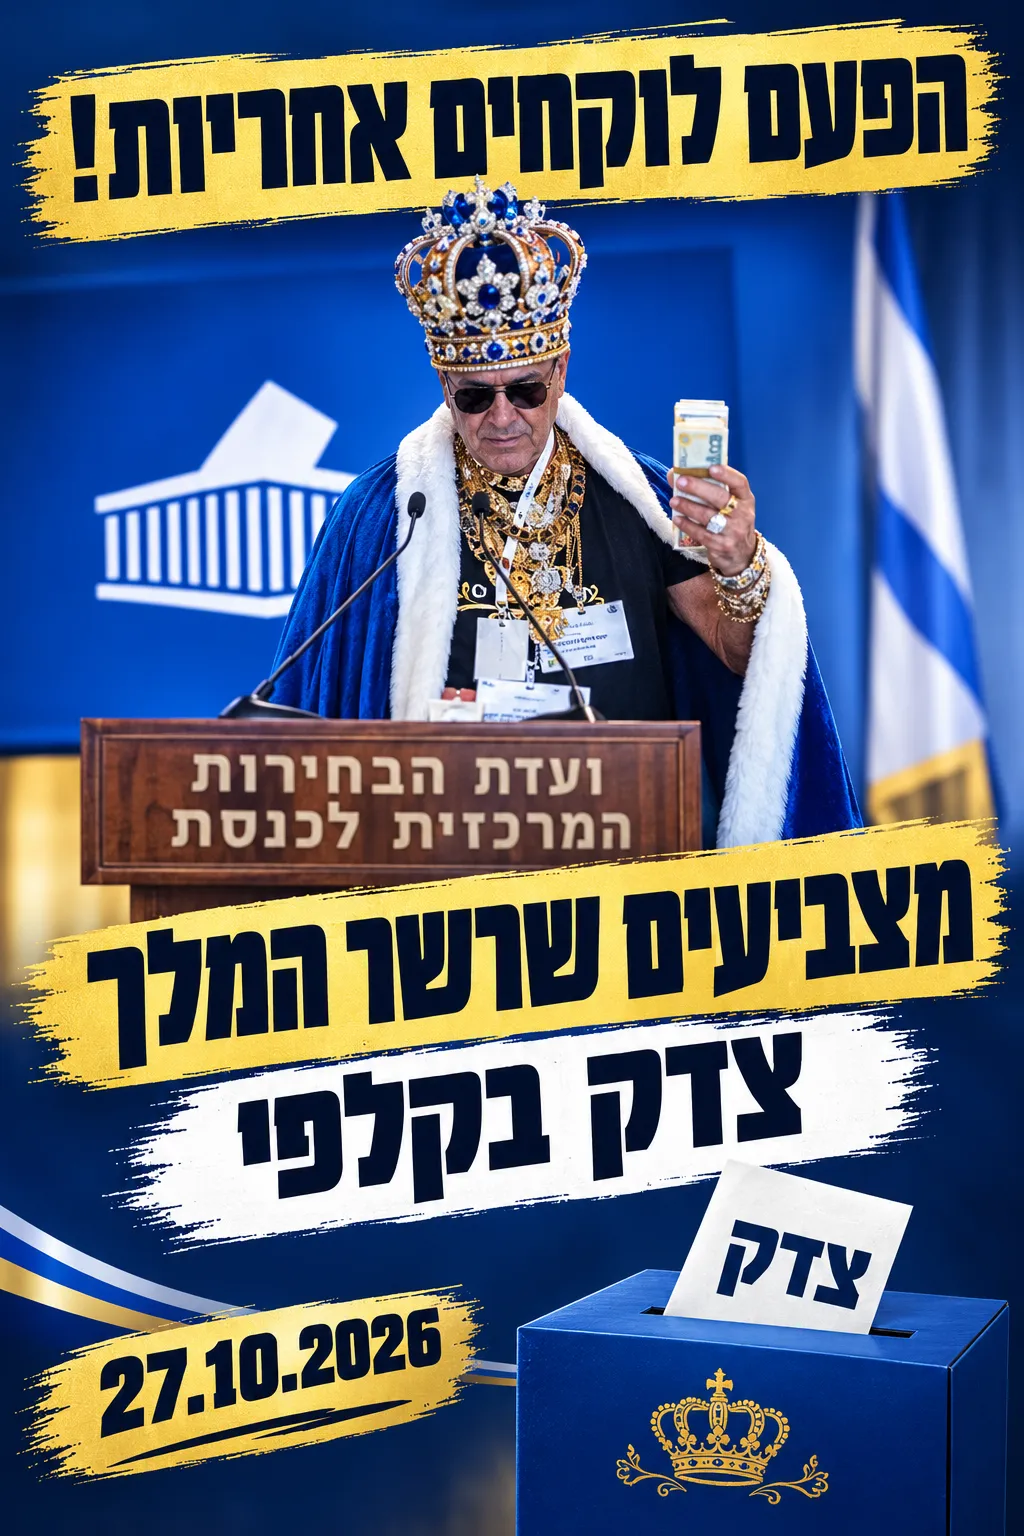 הפעם לוקחים אחריות!
ועדת הבחירות
המרכזית לכנסת
מצביעים שרשר המלך
צדק בקלפי
צדק
27.10.2026